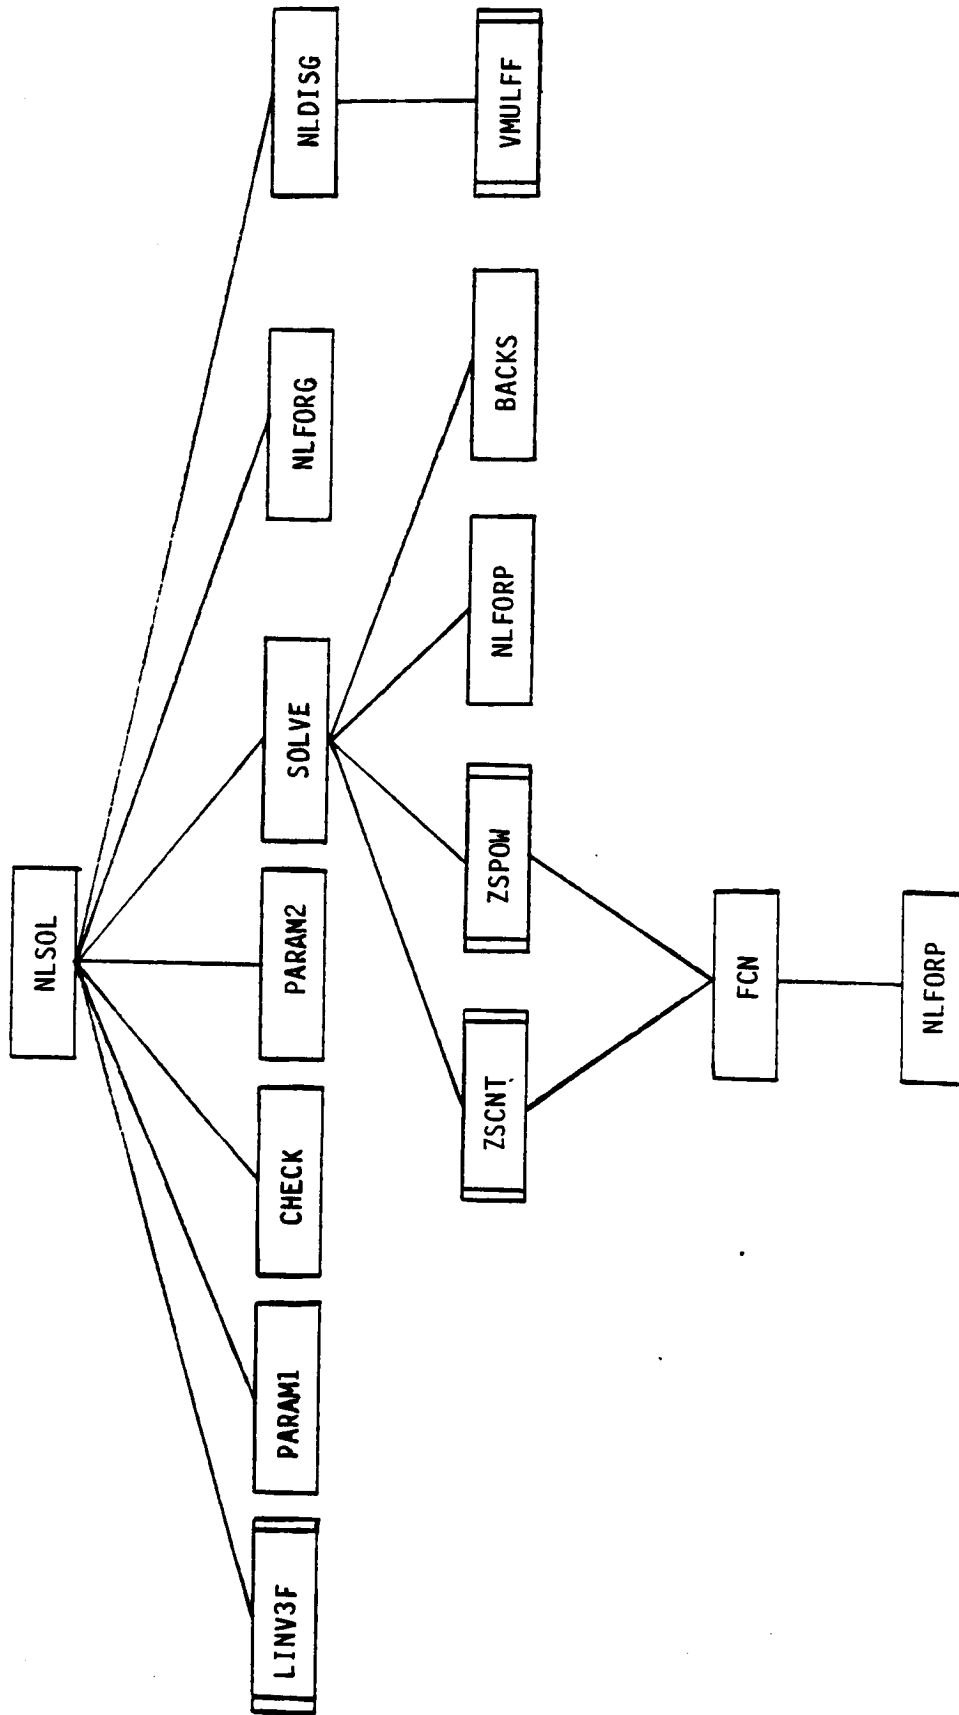 NLSOL
LINV3F
PARAM1
CHECK
PARAM2
SOLVE
NLFORG
NLDISG
ZSCNT
ZSPOW
NLFORP
BACKS
VMULFF
FCN
NLFORP